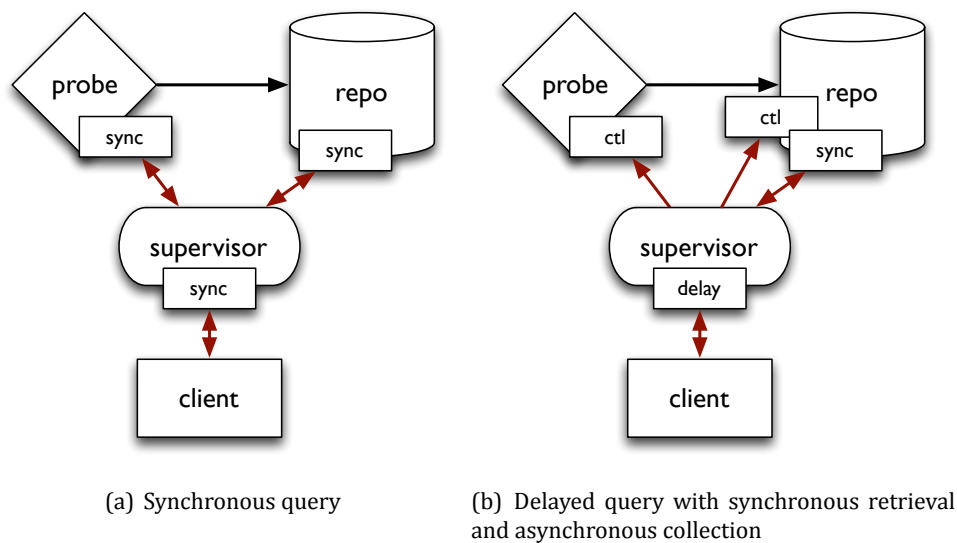 probe
repo
sync
sync
supervisor
sync
client
(a) Synchronous query
probe
repo
ctl
ctl
sync
supervisor
delay
client
(b) Delayed query with synchronous retrieval
and asynchronous collection